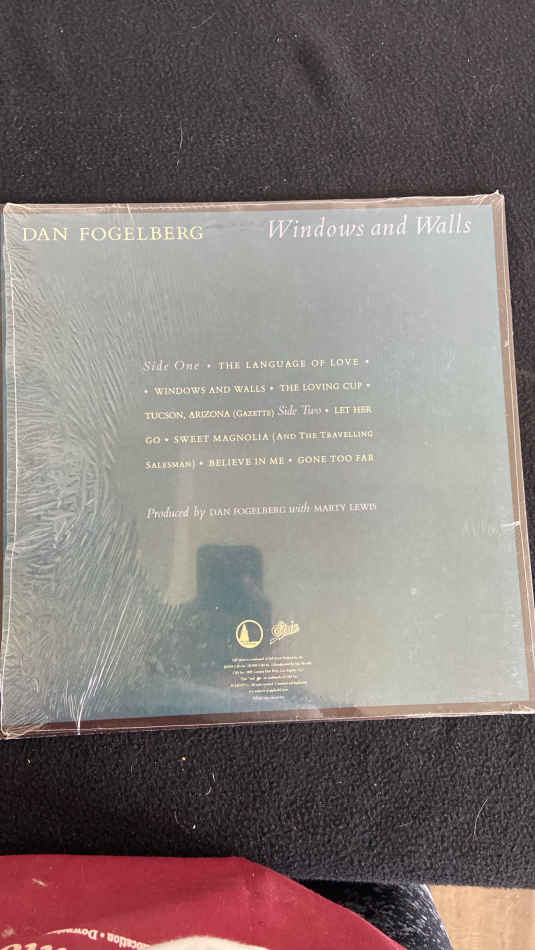 DAN FOGELBERG Windows and Walls
Side One • THE LANGUAGE OF LOVE •
• WINDOWS AND WALLS • THE LOVING CUP •
TUCSON, ARIZONA (GAZETTE) Side Two • LET HER
GO • SWEET MAGNOLIA (AND THE TRAVELLING
SALESMAN) • BELIEVE IN ME • GONE TOO FAR
Produced by DAN FOGELBERG with MARTY LEWIS
Epic